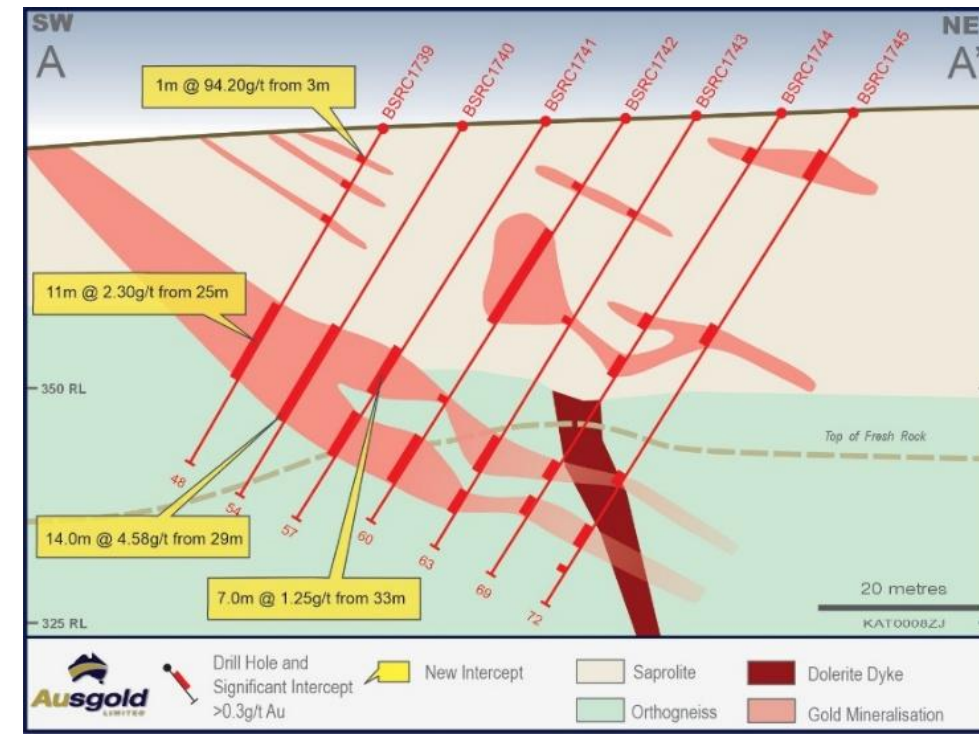 SW
NE
A
A'
BSRC1739
BSRC1740
BSRC1741
BSRC1742
BSRC1743
BSRC1744
BSRC1745
1m @ 94.20g/t from 3m
11m @ 2.30g/t from 25m
350 RL
Top of Fresh Rock
48
54
57
60
63
69
72
14.0m @ 4.58g/t from 29m
7.0m @ 1.25g/t from 33m
20 metres
325 RL
KAT0008ZJ
Ausgold
LIMITED
Drill Hole and
Significant Intercept
>0.3g/t Au
New Intercept
Saprolite
Orthogneiss
Dolerite Dyke
Gold Mineralisation